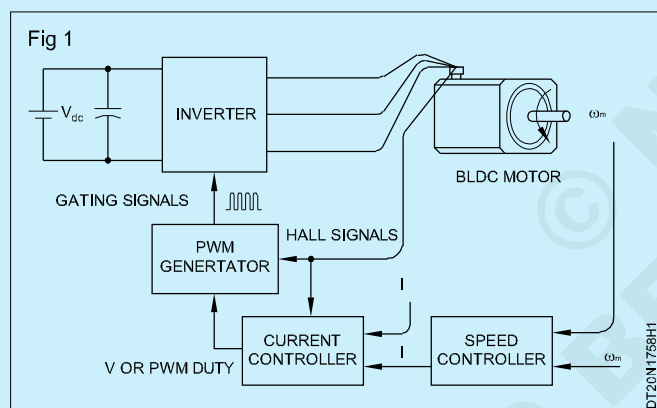 Fig 1
Vdc
INVERTER
ωm
BLDC MOTOR
GATING SIGNALS
HALL SIGNALS
PWM
GENERTATOR
I
CURRENT
CONTROLLER
I
SPEED
CONTROLLER
V OR PWM DUTY
ωm
DT20N1758H1